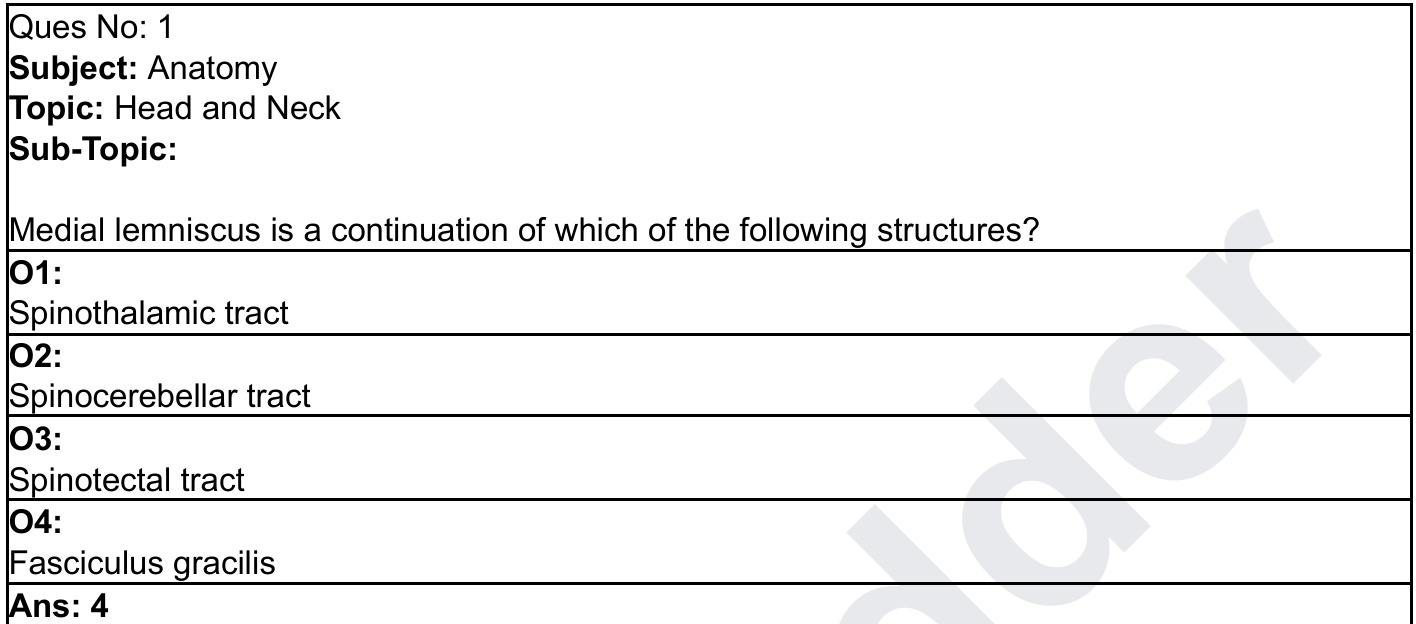 Ques No: 1
Subject: Anatomy
Topic: Head and Neck
Sub-Topic:
Medial lemniscus is a continuation of which of the following structures?
O1:
Spinothalamic tract
O2:
Spinocerebellar tract
O3:
Spinotectal tract
O4:
Fasciculus gracilis
Ans: 4
dder